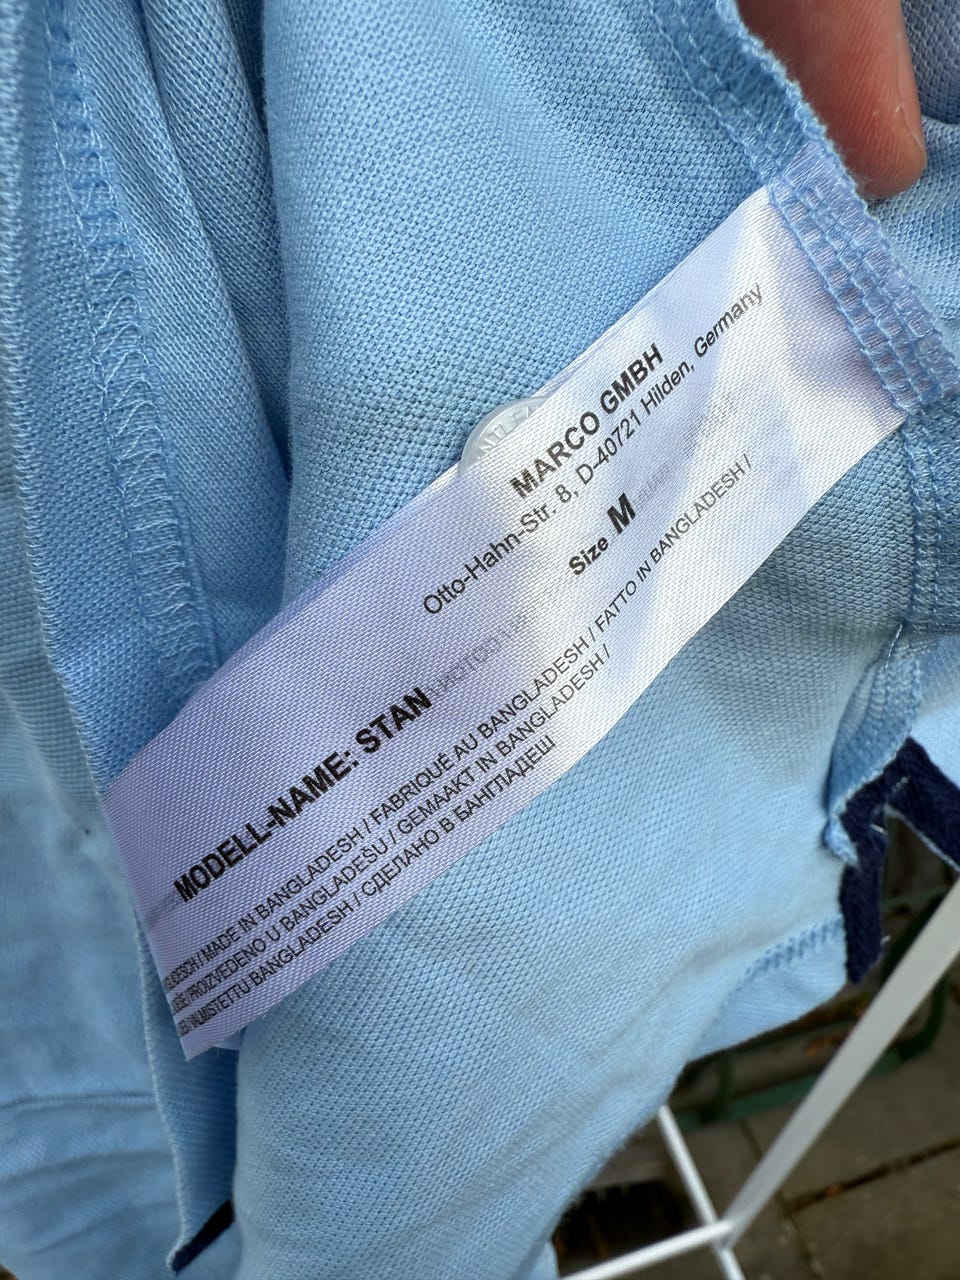 MARCO GMBH
Otto-Hahn-Str. 8, D-40721 Hilden, Germany
Size M
MODELL-NAME: STAN
/ MADE IN BANGLADESH / FABRIQUÉ AU BANGLADESH / FATTO IN BANGLADESH /
PROIZVEDENO U BANGLADEŠU / GEMAAKT IN BANGLADESH /
VALMISTETTU BANGLADESH / СДЕЛАНО В БАНГЛАДЕШ